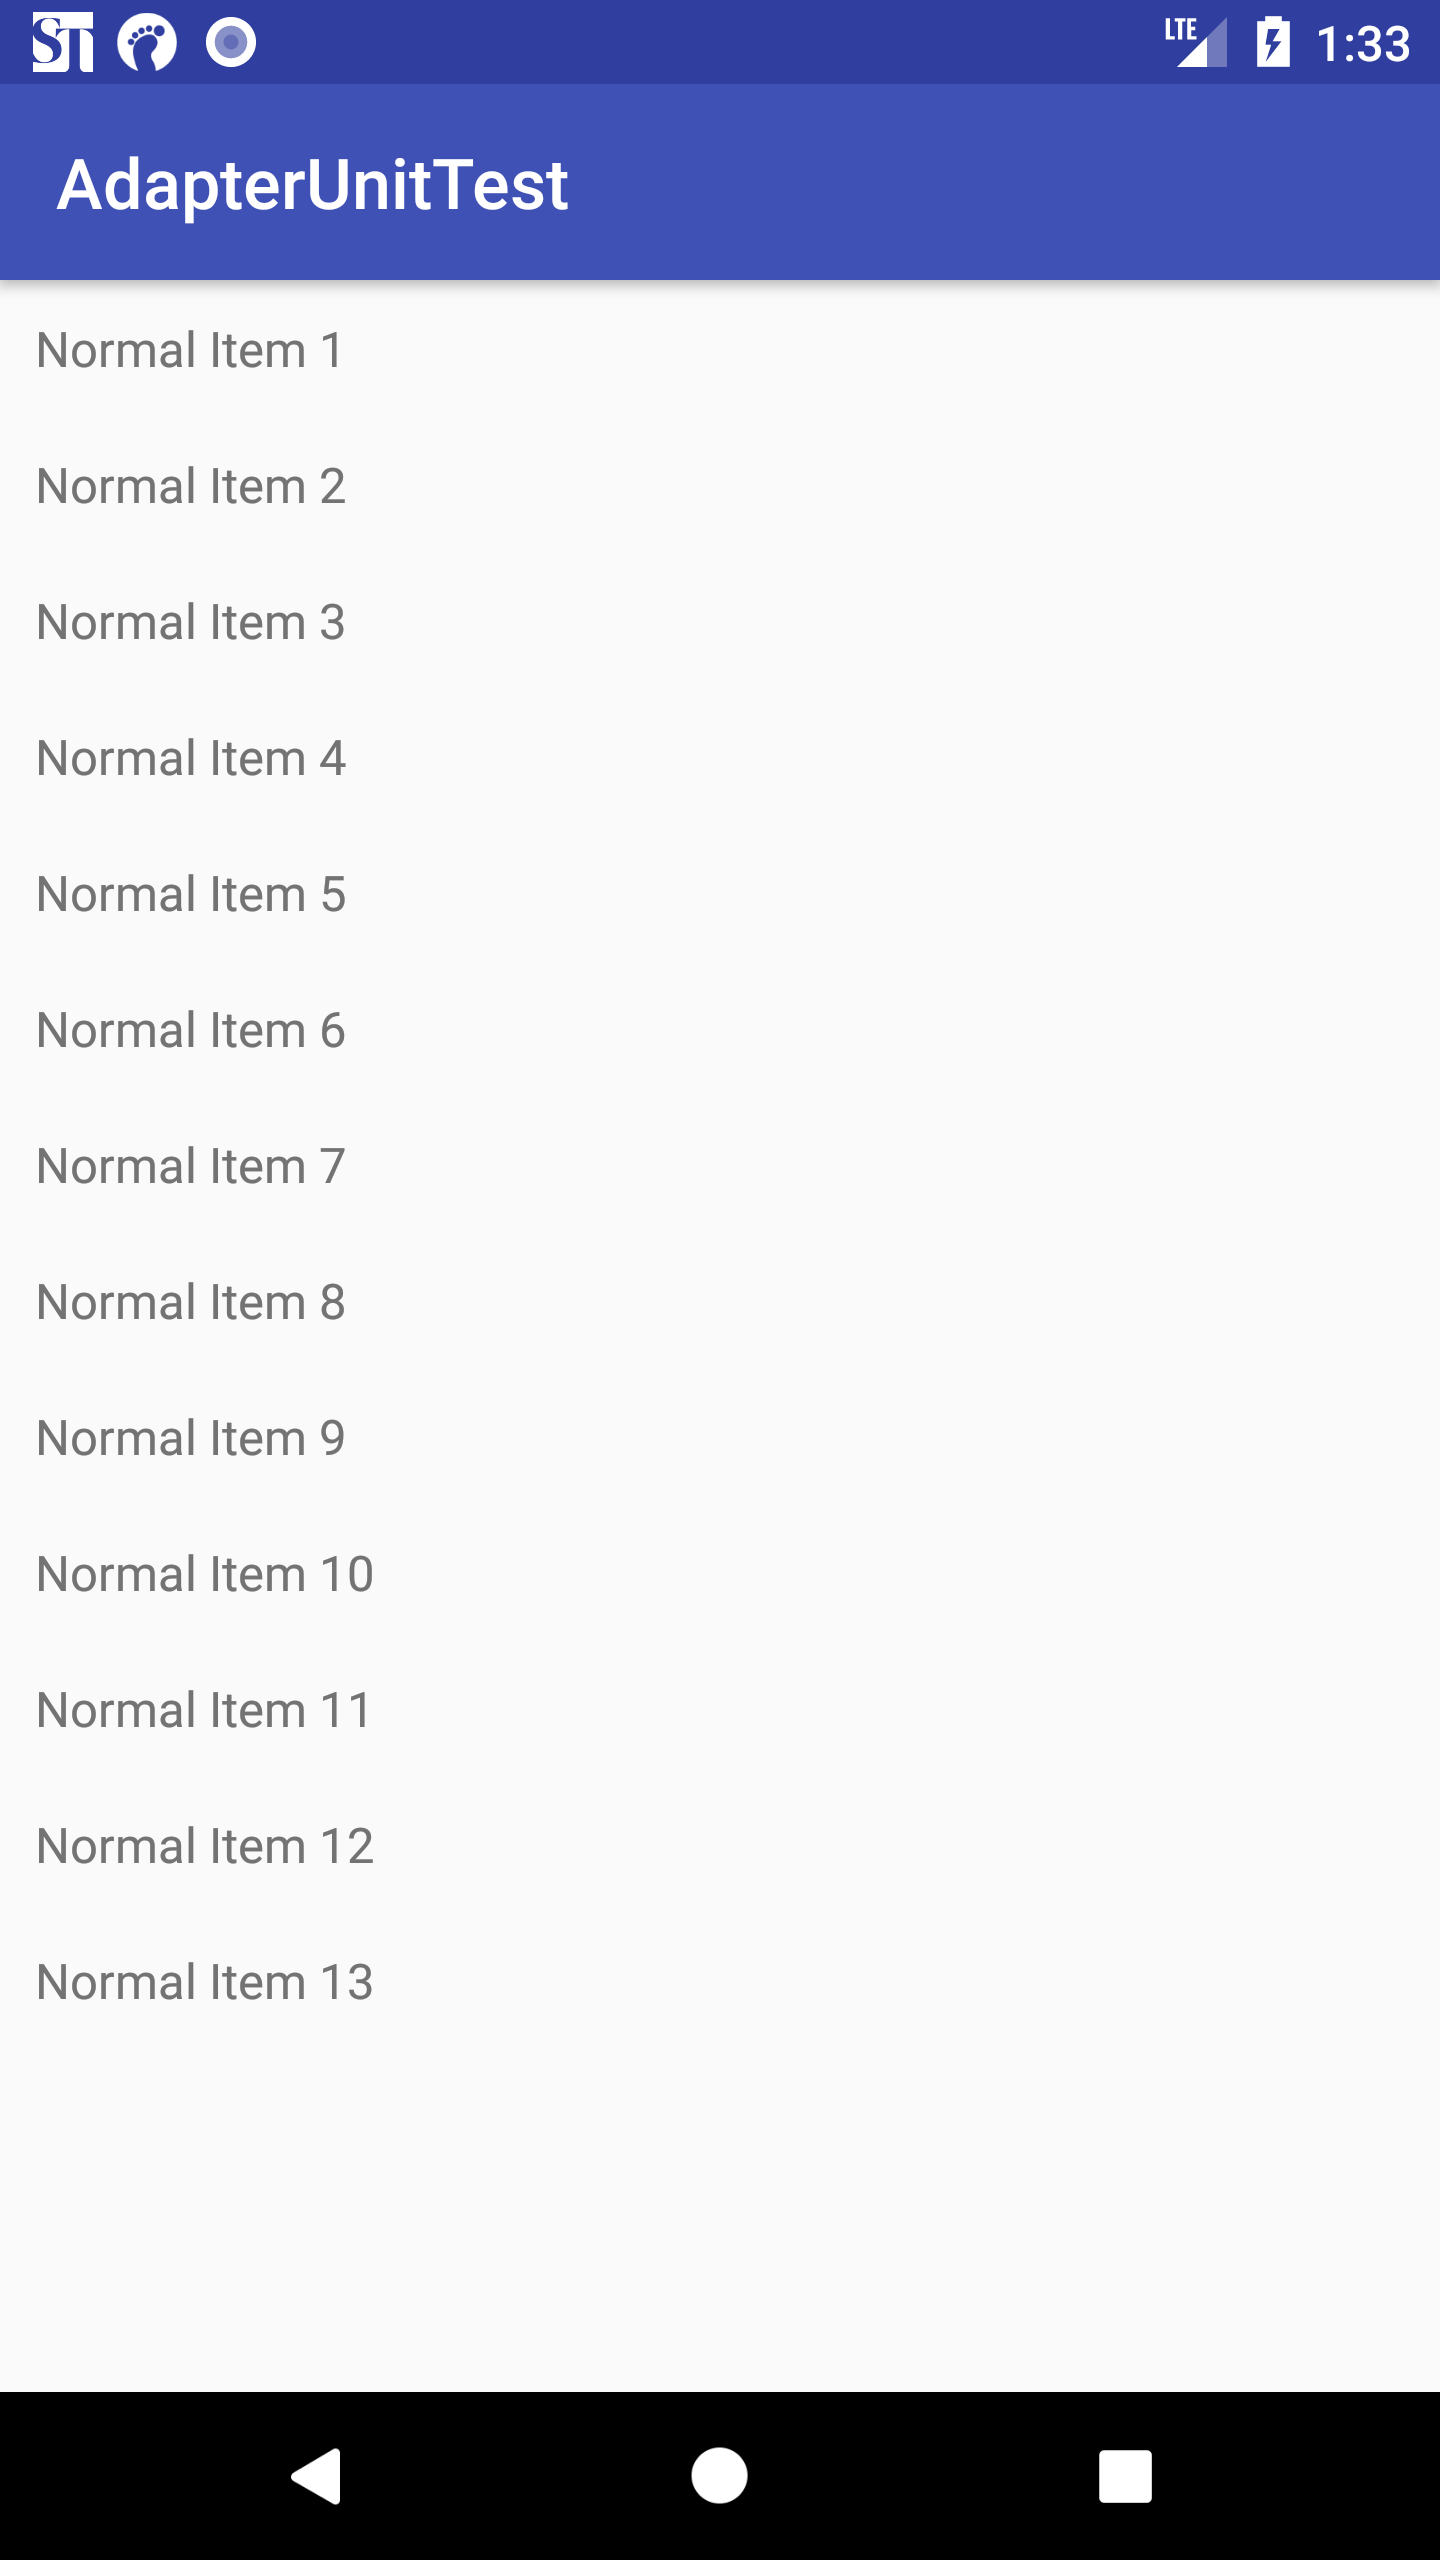 LTE 1:33
AdapterUnitTest
Normal Item 1
Normal Item 2
Normal Item 3
Normal Item 4
Normal Item 5
Normal Item 6
Normal Item 7
Normal Item 8
Normal Item 9
Normal Item 10
Normal Item 11
Normal Item 12
Normal Item 13